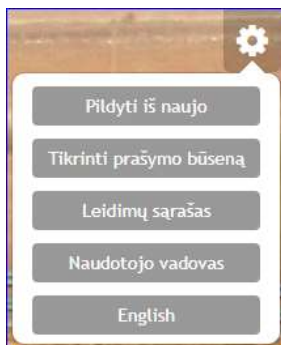 Pildyti iš naujo
Tikrinti prašymo būseną
Leidimų sąrašas
Naudotojo vadovas
English